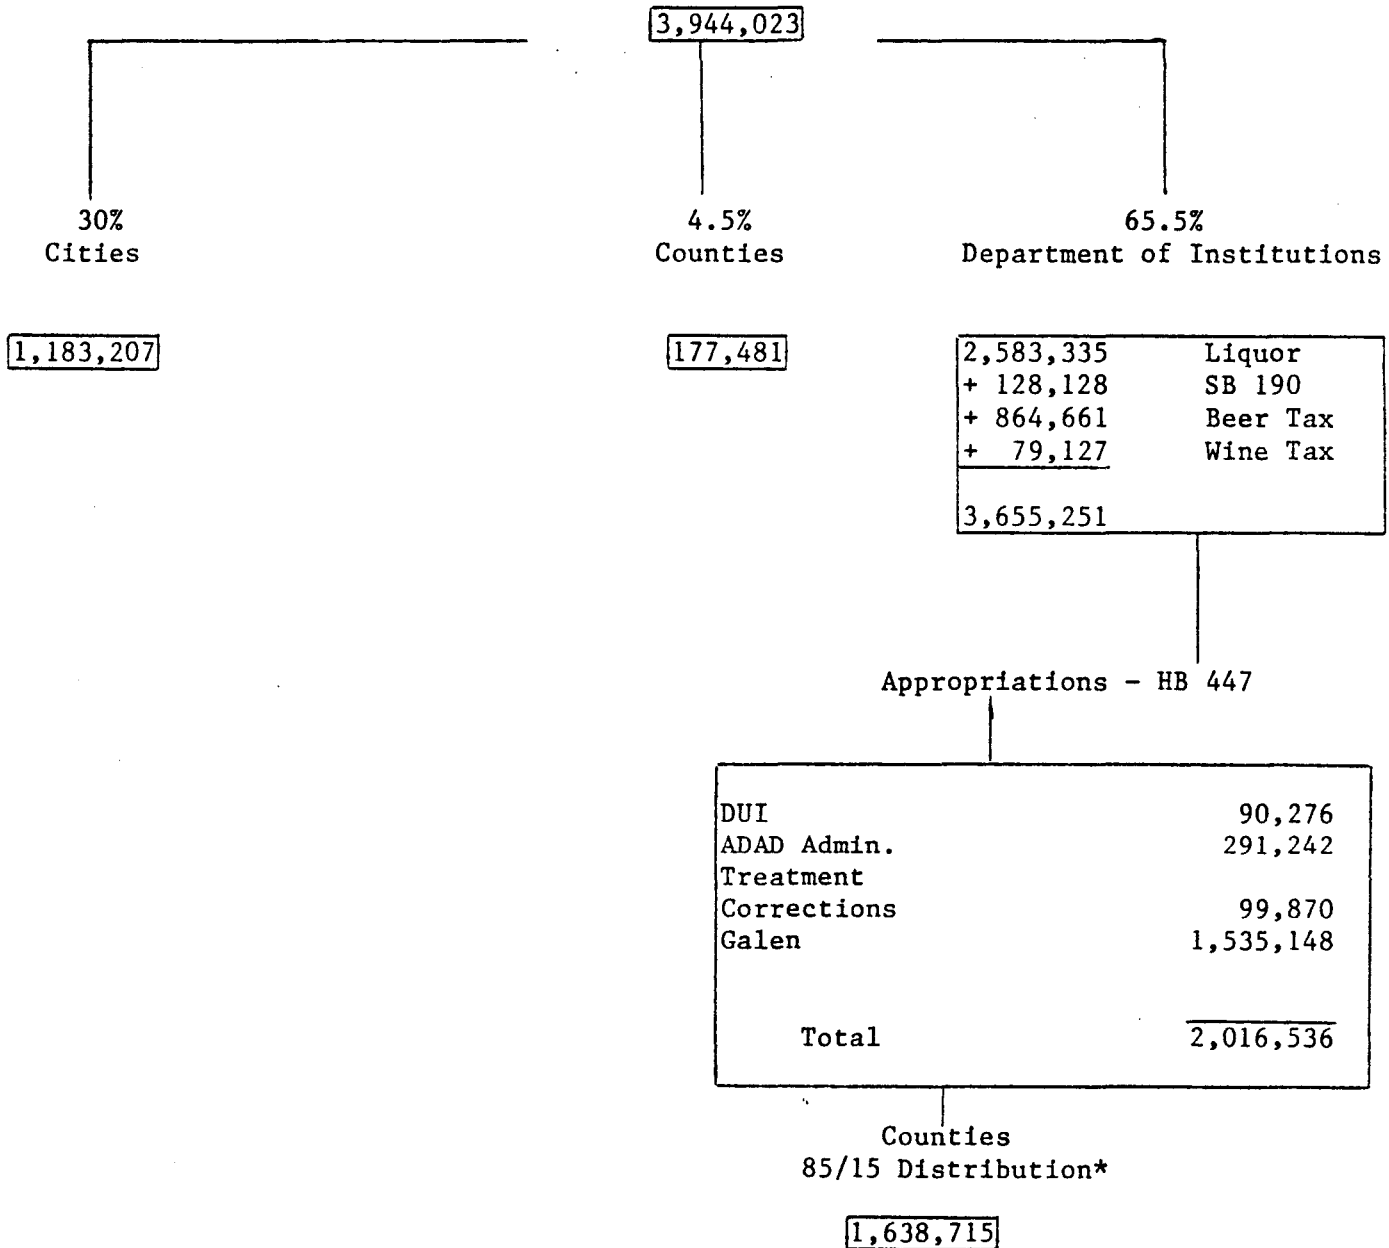 3,944,023
30% 4.5% 65.5%
Cities Counties Department of Institutions
1,183,207 177,481 2,583,335 Liquor
+ 128,128 SB 190
+ 864,661 Beer Tax
+ 79,127 Wine Tax
3,655,251
Appropriations - HB 447
DUI 90,276
ADAD Admin. 291,242
Treatment
Corrections 99,870
Galen 1,535,148
Total 2,016,536
Counties
85/15 Distribution*
1,638,715